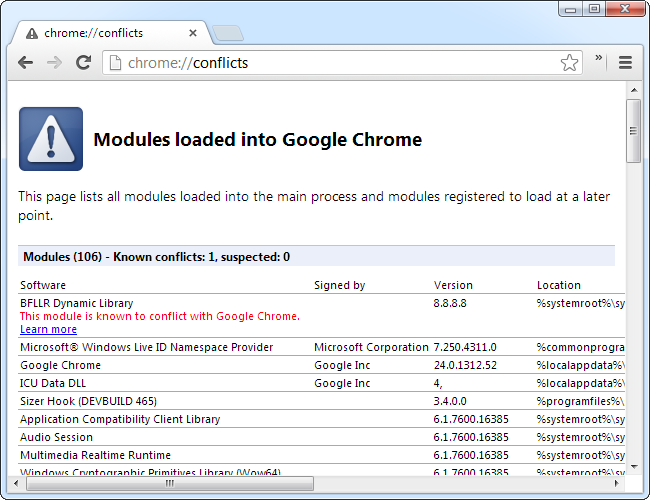 chrome://conflicts
chrome://conflicts
Modules loaded into Google Chrome
This page lists all modules loaded into the main process and modules registered to load at a later
point.
Modules (106) - Known conflicts: 1, suspected: 0
Software Signed by Version Location
BFLLR Dynamic Library 8.8.8.8 %systemroot%\sy
This module is known to conflict with Google Chrome.
Learn more
Microsoft® Windows Live ID Namespace Provider Microsoft Corporation 7.250.4311.0 %commonprogra
Google Chrome Google Inc 24.0.1312.52 %localappdata%\
ICU Data DLL Google Inc 4, %localappdata%\
Sizer Hook (DEVBUILD 465) 3.4.0.0 %programfiles%\
Application Compatibility Client Library 6.1.7600.16385 %systemroot%\sy
Audio Session 6.1.7600.16385 %systemroot%\sy
Multimedia Realtime Runtime 6.1.7600.16385 %systemroot%\sy
Windows Cryptographic Primitives Library (Wow64) 6.1.7600.16385 %systemroot%\sy